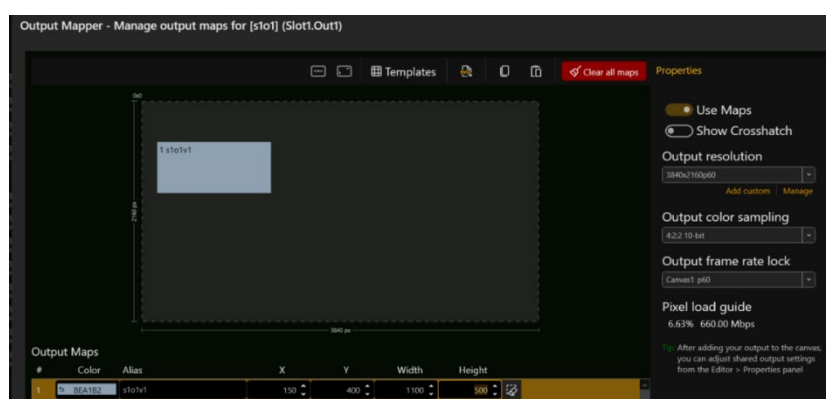 Output Mapper - Manage output maps for [s1o1] (Slot1.Out1)
Templates
Clear all maps
Properties
0x0
1 s1o1v1
2160 px
3840 px
Use Maps
Show Crosshatch
Output resolution
3840x2160p60
Add custom | Manage
Output color sampling
4:2:2 10-bit
Output frame rate lock
Canvas1 p60
Pixel load guide
6.63% 660.00 Mbps
Tip: After adding your output to the canvas,
you can adjust shared output settings
from the Editor > Properties panel
Output Maps
# Color Alias X Y Width Height
1 8EA1B2 s1o1v1 150 400 1100 500